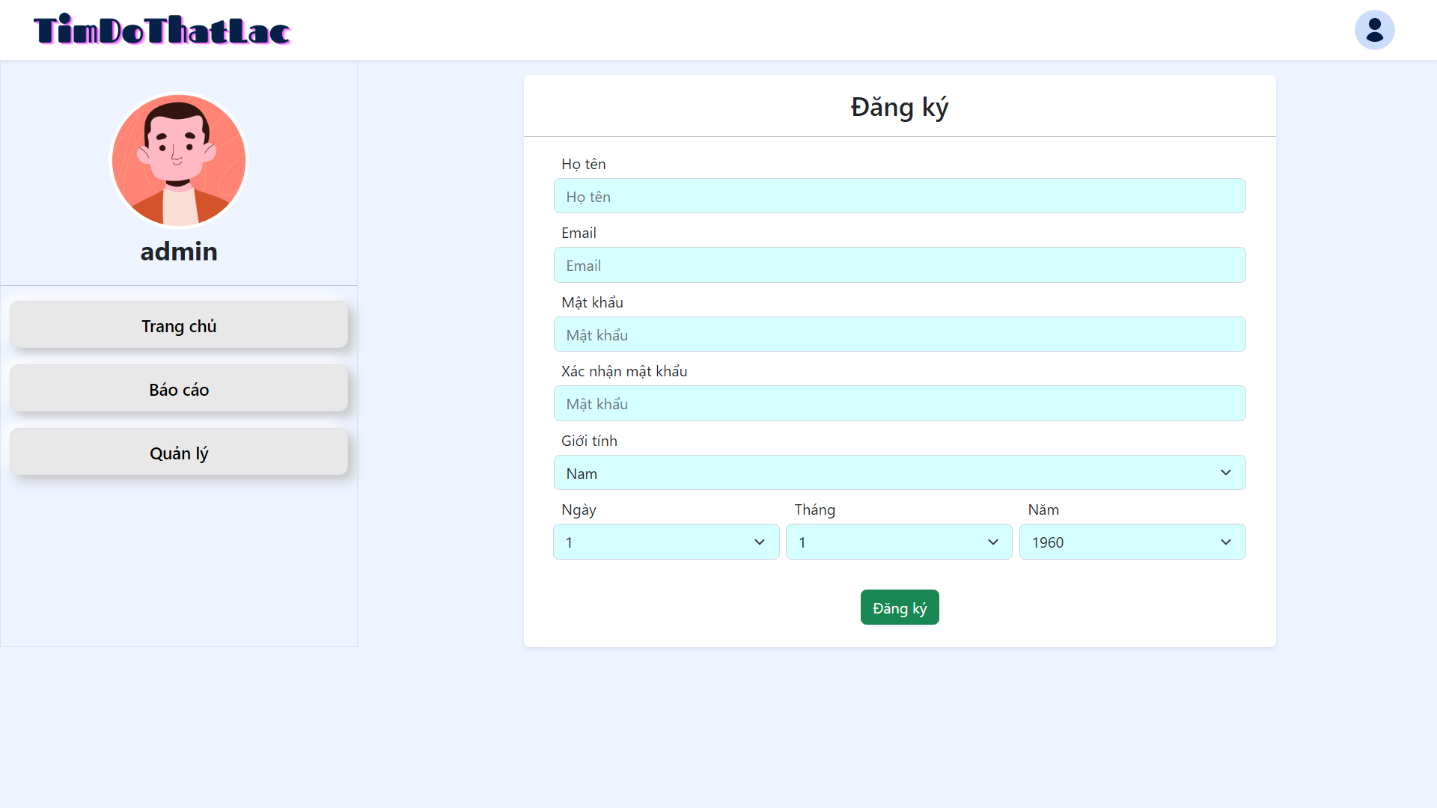 TimDoThatLac
admin
Trang chủ
Báo cáo
Quản lý
Đăng ký
Họ tên
Họ tên
Email
Email
Mật khẩu
Mật khẩu
Xác nhận mật khẩu
Mật khẩu
Giới tính
Nam
Ngày Tháng Năm
1 1 1960
Đăng ký